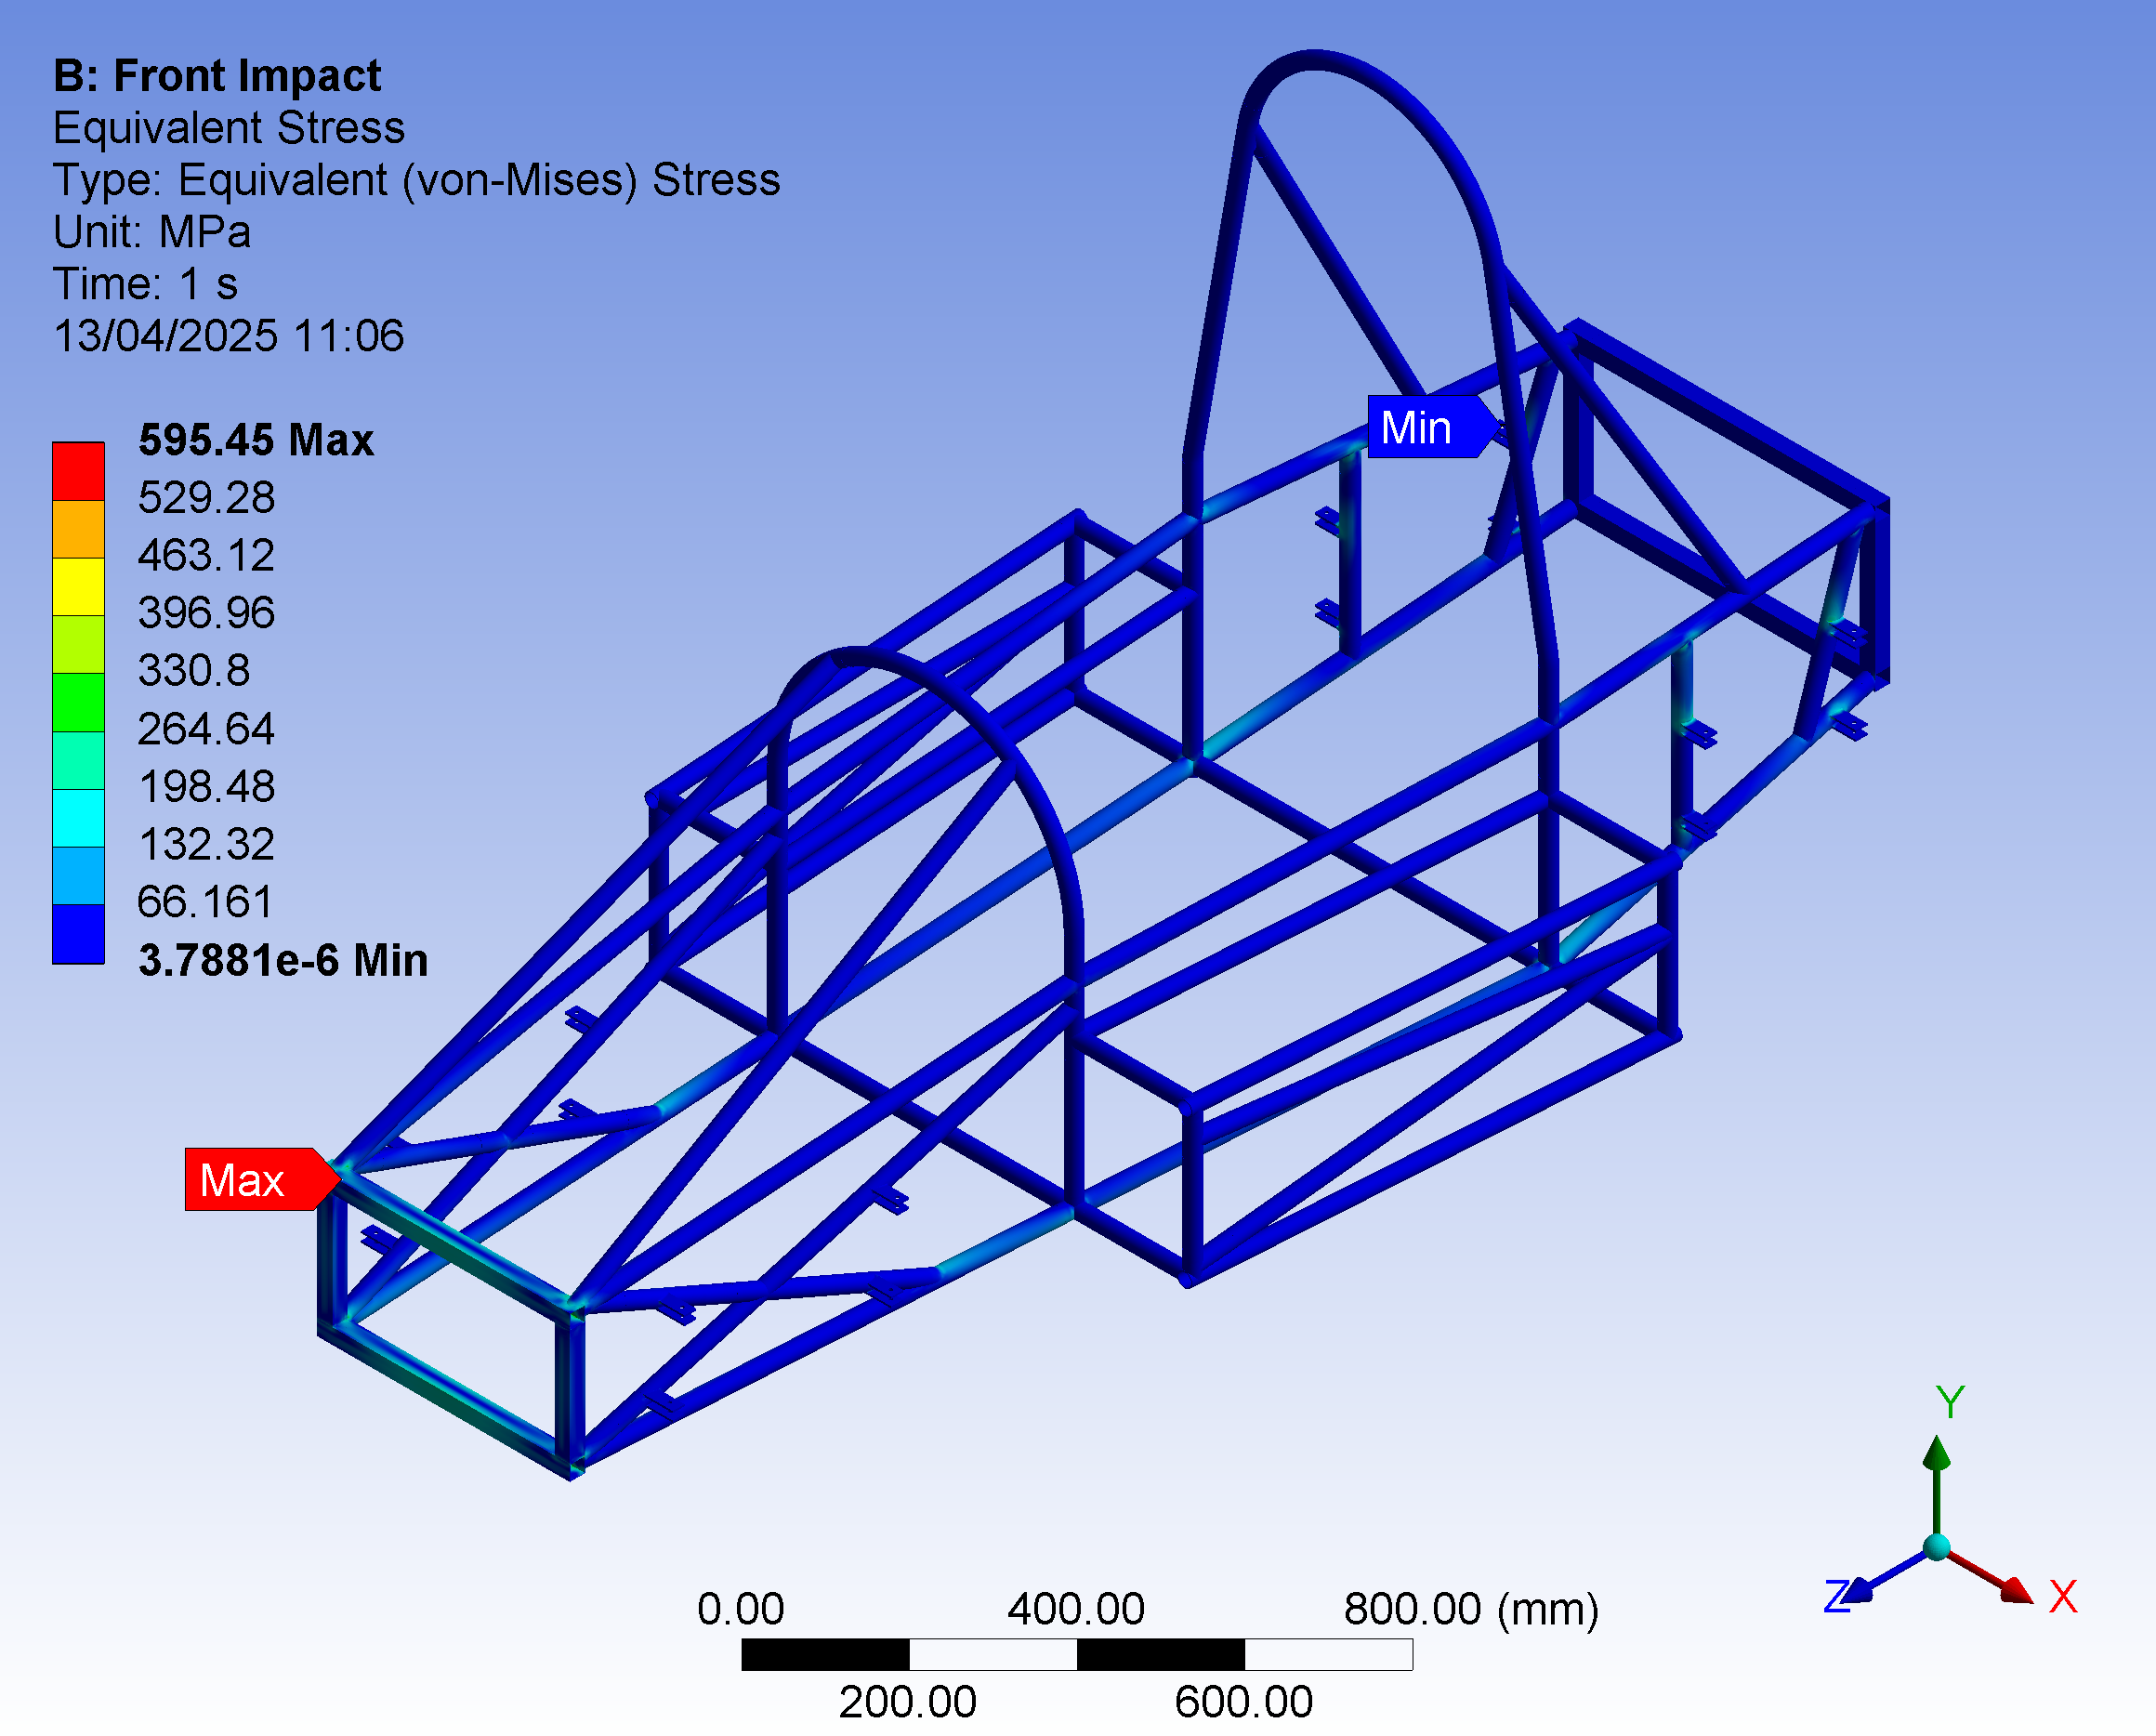 B: Front Impact
Equivalent Stress
Type: Equivalent (von-Mises) Stress
Unit: MPa
Time: 1 s
13/04/2025 11:06
595.45 Max
529.28
463.12
396.96
330.8
264.64
198.48
132.32
66.161
3.7881e-6 Min
Min
Max
Y
Z
X
0.00
400.00
800.00 (mm)
200.00
600.00